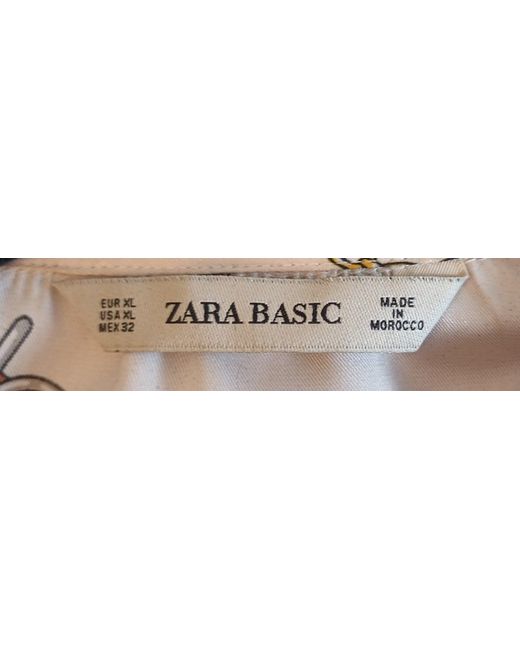 EUR XL
USA XL
MEX 32
ZARA BASIC
MADE
IN
MOROCCO